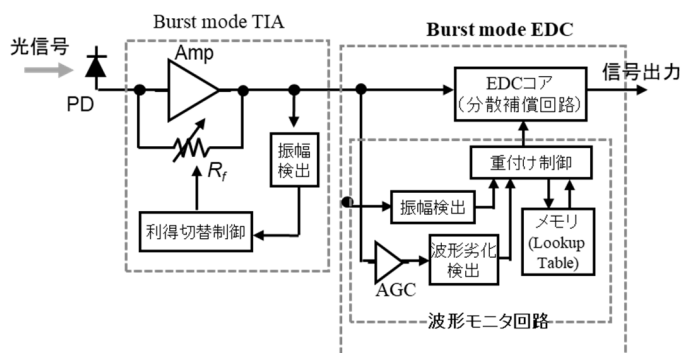 Burst mode TIA
Burst mode EDC
光信号
Amp
PD
EDCコア
(分散補償回路)
信号出力
振幅
検出
Rf
利得切替制御
重付け制御
振幅検出
メモリ
(Lookup
Table)
波形劣化
検出
AGC
波形モニタ回路